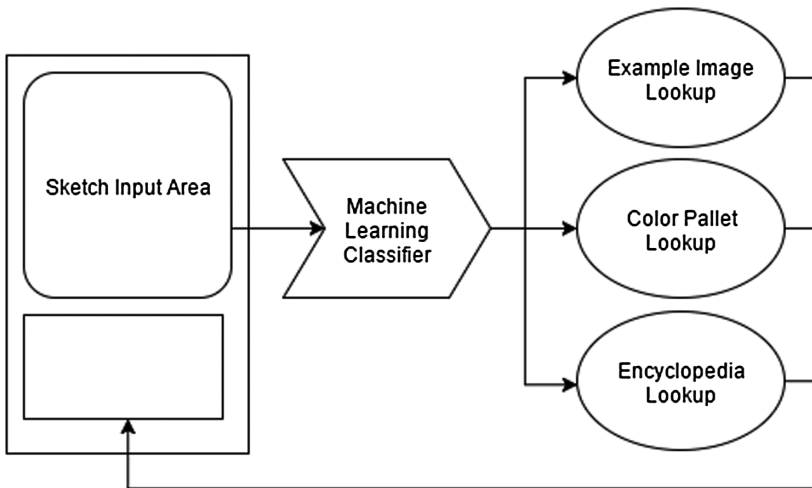 Sketch Input Area
Machine
Learning
Classifier
Example Image
Lookup
Color Pallet
Lookup
Encyclopedia
Lookup